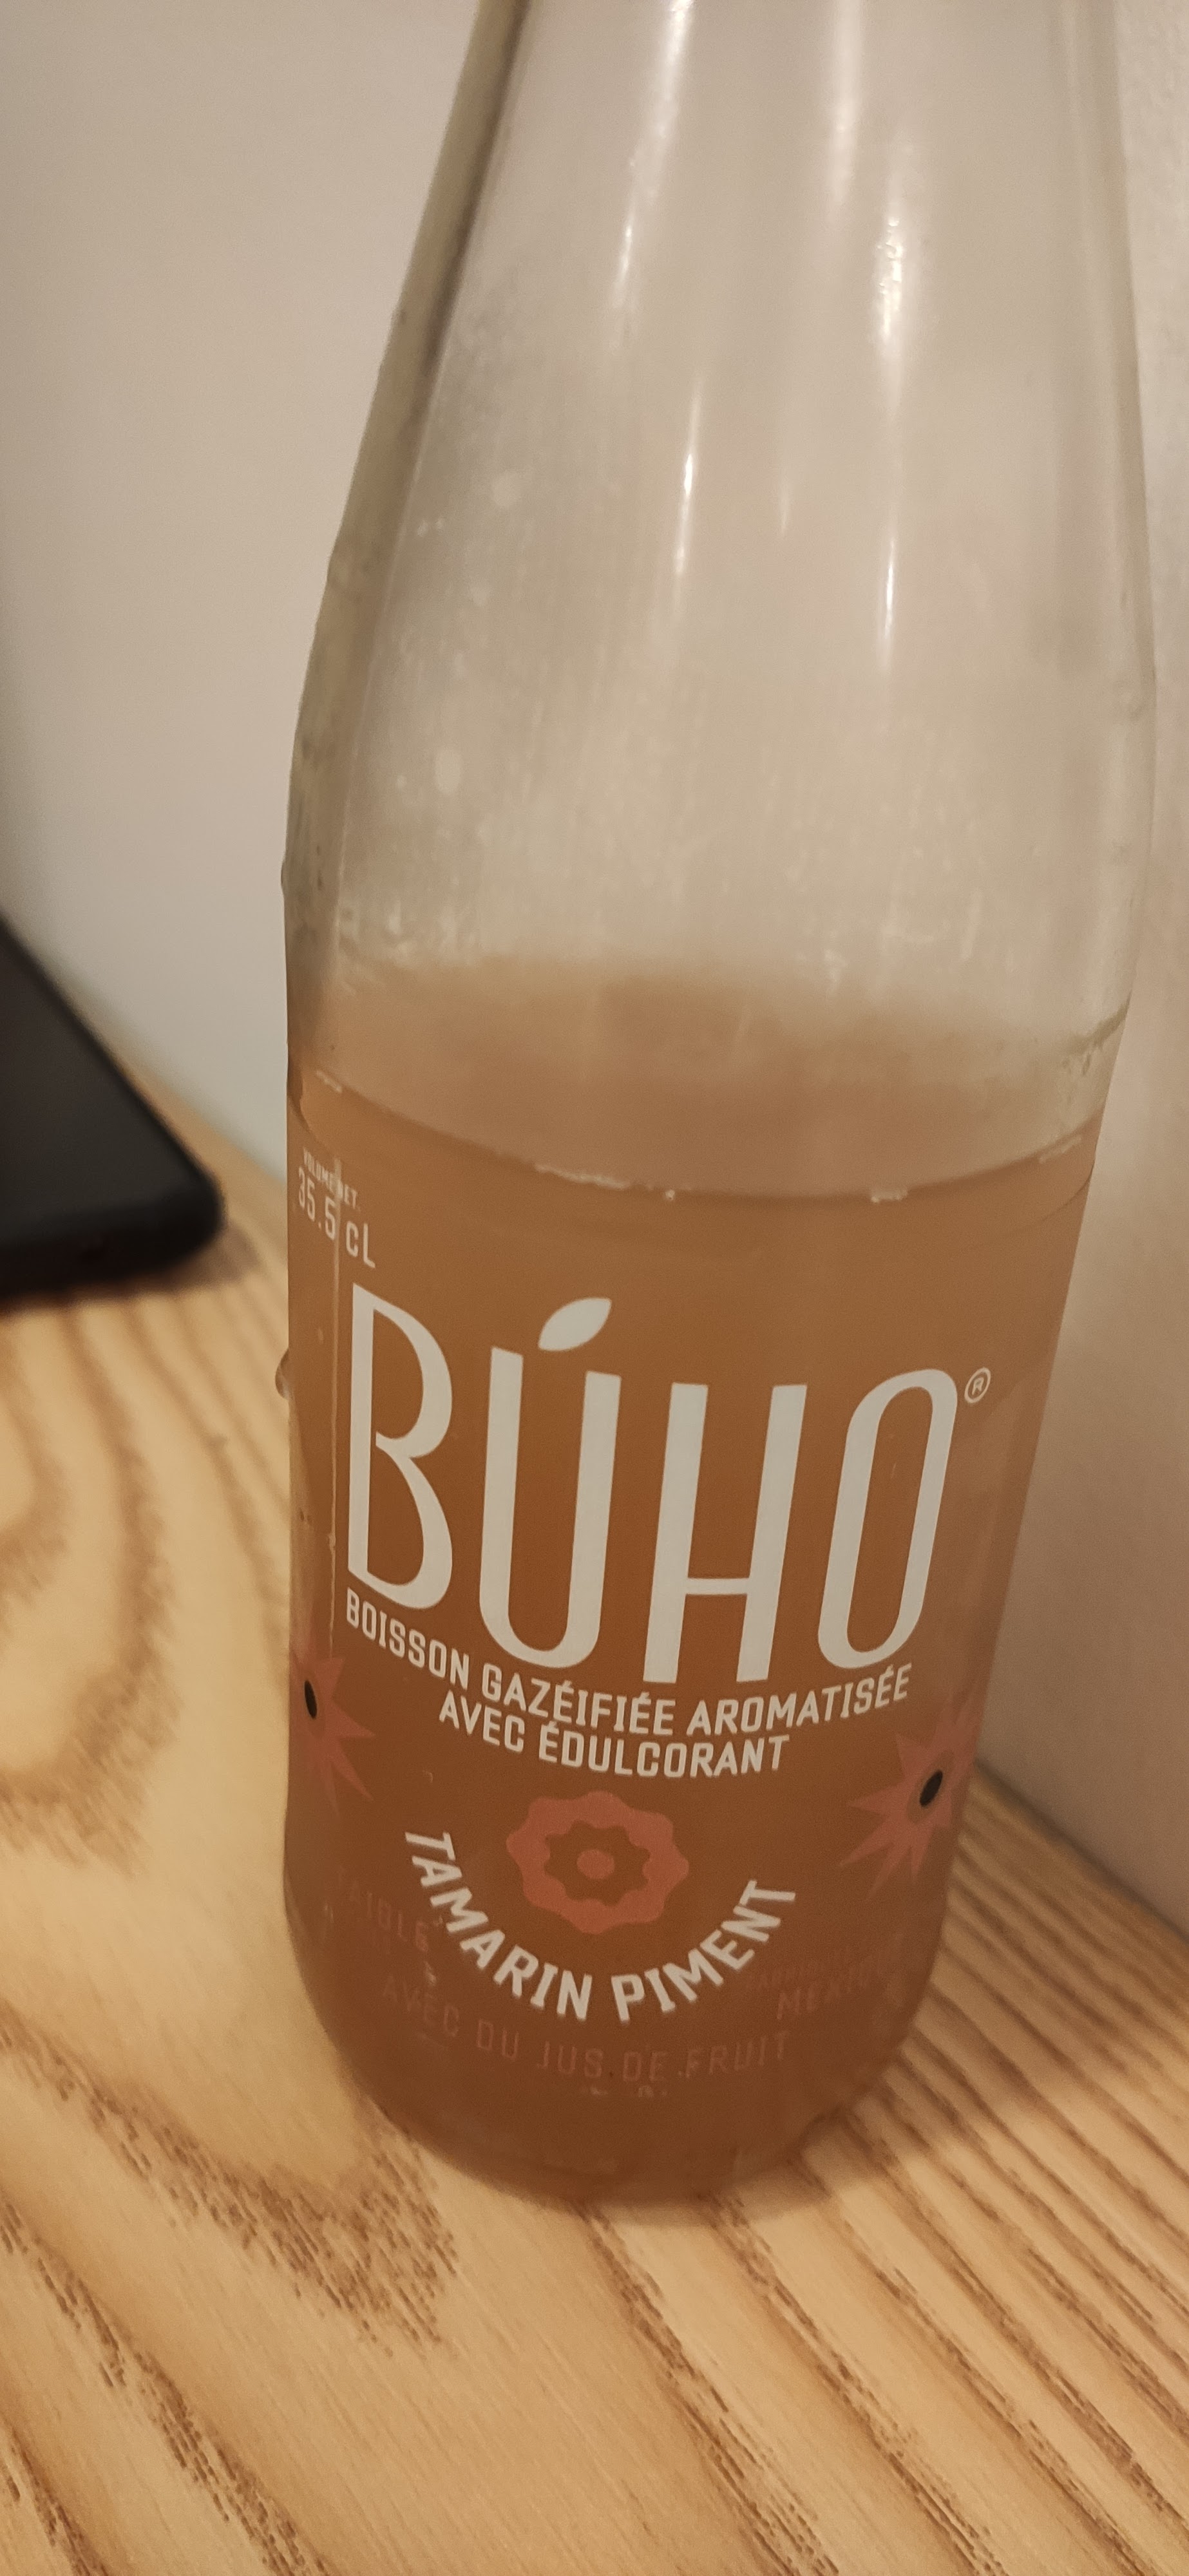 VOLUME NET.
35.5 cL
BÚHO®
BOISSON GAZÉIFIÉE AROMATISÉE
AVEC ÉDULCORANT
TAMARIN PIMENT
AVEC DU JUS DE FRUIT